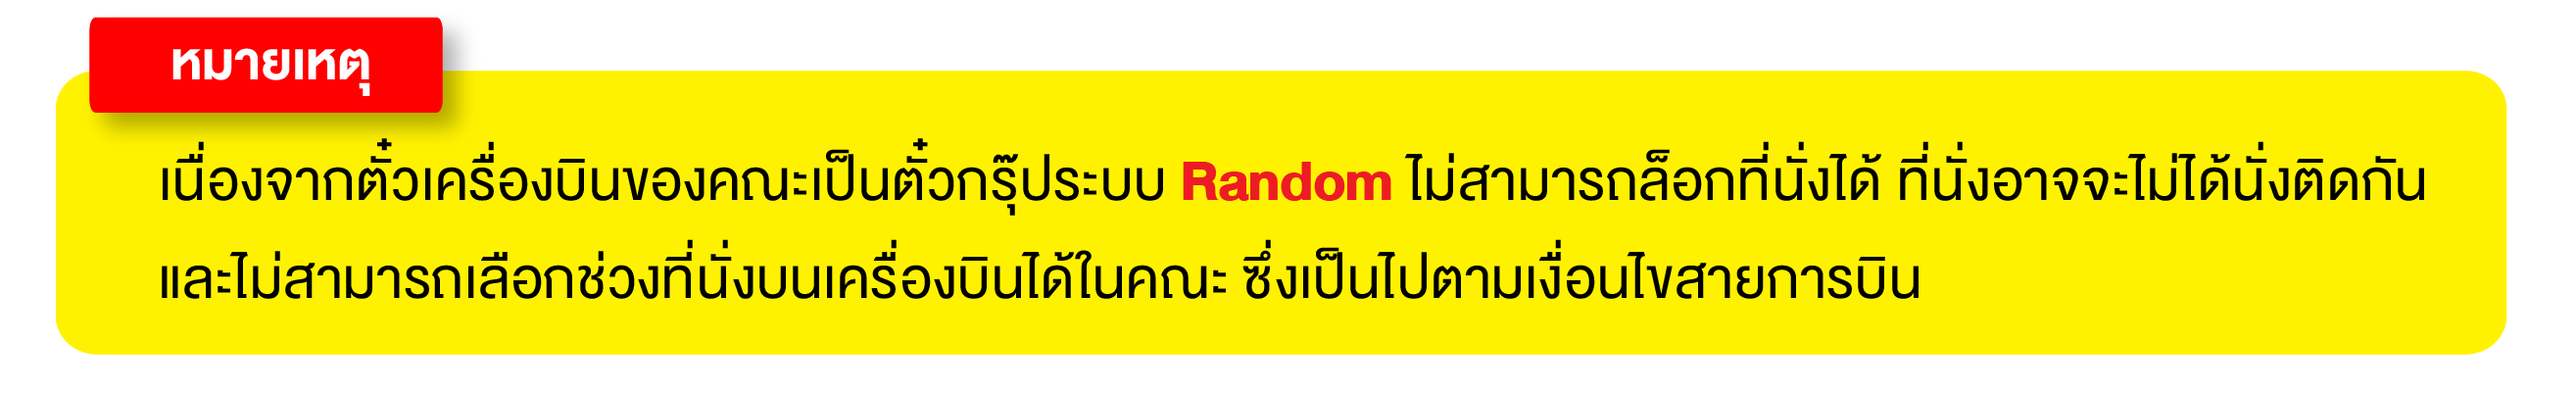 หมายเหตุ
เนื่องจากตั๋วเครื่องบินของคณะเป็นตั๋วกรุ๊ประบบ Random ไม่สามารถล็อกที่นั่งได้ ที่นั่งอาจจะไม่ได้นั่งติดกัน
และไม่สามารถเลือกช่วงที่นั่งบนเครื่องบินได้ในคณะ ซึ่งเป็นไปตามเงื่อนไขสายการบิน